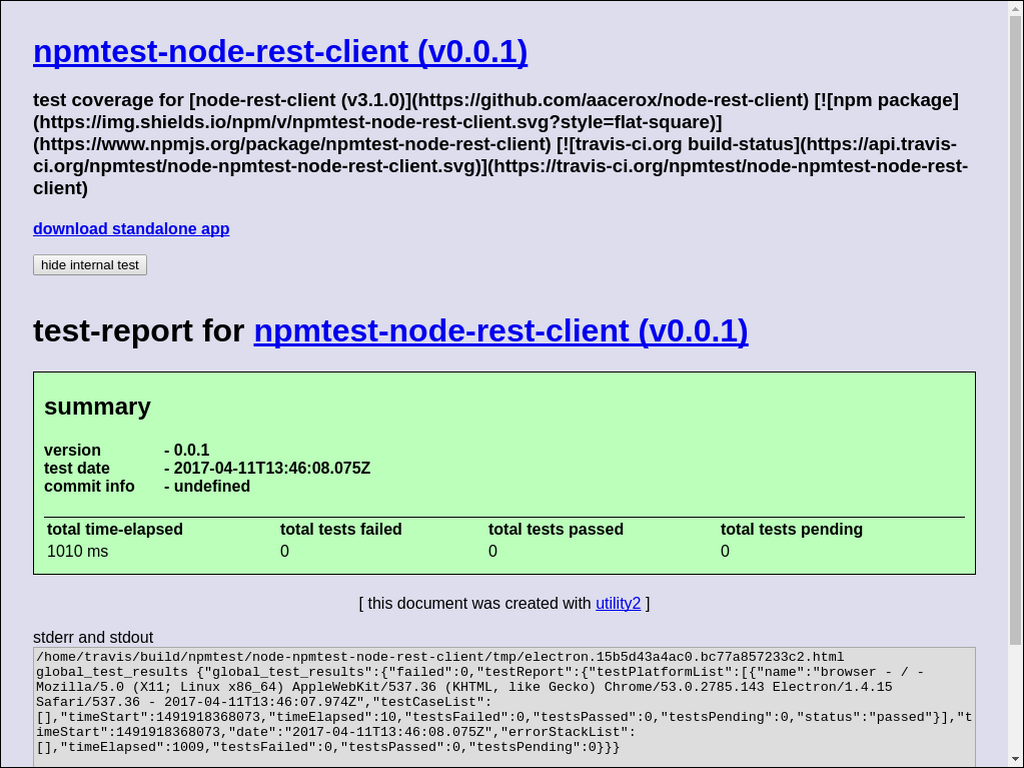 npmtest-node-rest-client (v0.0.1)
test coverage for [node-rest-client (v3.1.0)](https://github.com/aacerox/node-rest-client) [![npm package]
(https://img.shields.io/npm/v/npmtest-node-rest-client.svg?style=flat-square)]
(https://www.npmjs.org/package/npmtest-node-rest-client) [![travis-ci.org build-status](https://api.travis-
ci.org/npmtest/node-npmtest-node-rest-client.svg)](https://travis-ci.org/npmtest/node-npmtest-node-rest-
client)
download standalone app
hide internal test
test-report for npmtest-node-rest-client (v0.0.1)
summary
version - 0.0.1
test date - 2017-04-11T13:46:08.075Z
commit info - undefined
total time-elapsed total tests failed total tests passed total tests pending
1010 ms 0 0 0
[ this document was created with utility2 ]
stderr and stdout
/home/travis/build/npmtest/node-npmtest-node-rest-client/tmp/electron.15b5d43a4ac0.bc77a857233c2.html
global_test_results {"global_test_results":{"failed":0,"testReport":{"testPlatformList":[{"name":"browser - / -
Mozilla/5.0 (X11; Linux x86_64) AppleWebKit/537.36 (KHTML, like Gecko) Chrome/53.0.2785.143 Electron/1.4.15
Safari/537.36 - 2017-04-11T13:46:07.974Z","testCaseList":
[],"timeStart":1491918368073,"timeElapsed":10,"testsFailed":0,"testsPassed":0,"testsPending":0,"status":"passed"}],"t
imeStart":1491918368073,"date":"2017-04-11T13:46:08.075Z","errorStackList":
[],"timeElapsed":1009,"testsFailed":0,"testsPassed":0,"testsPending":0}}}